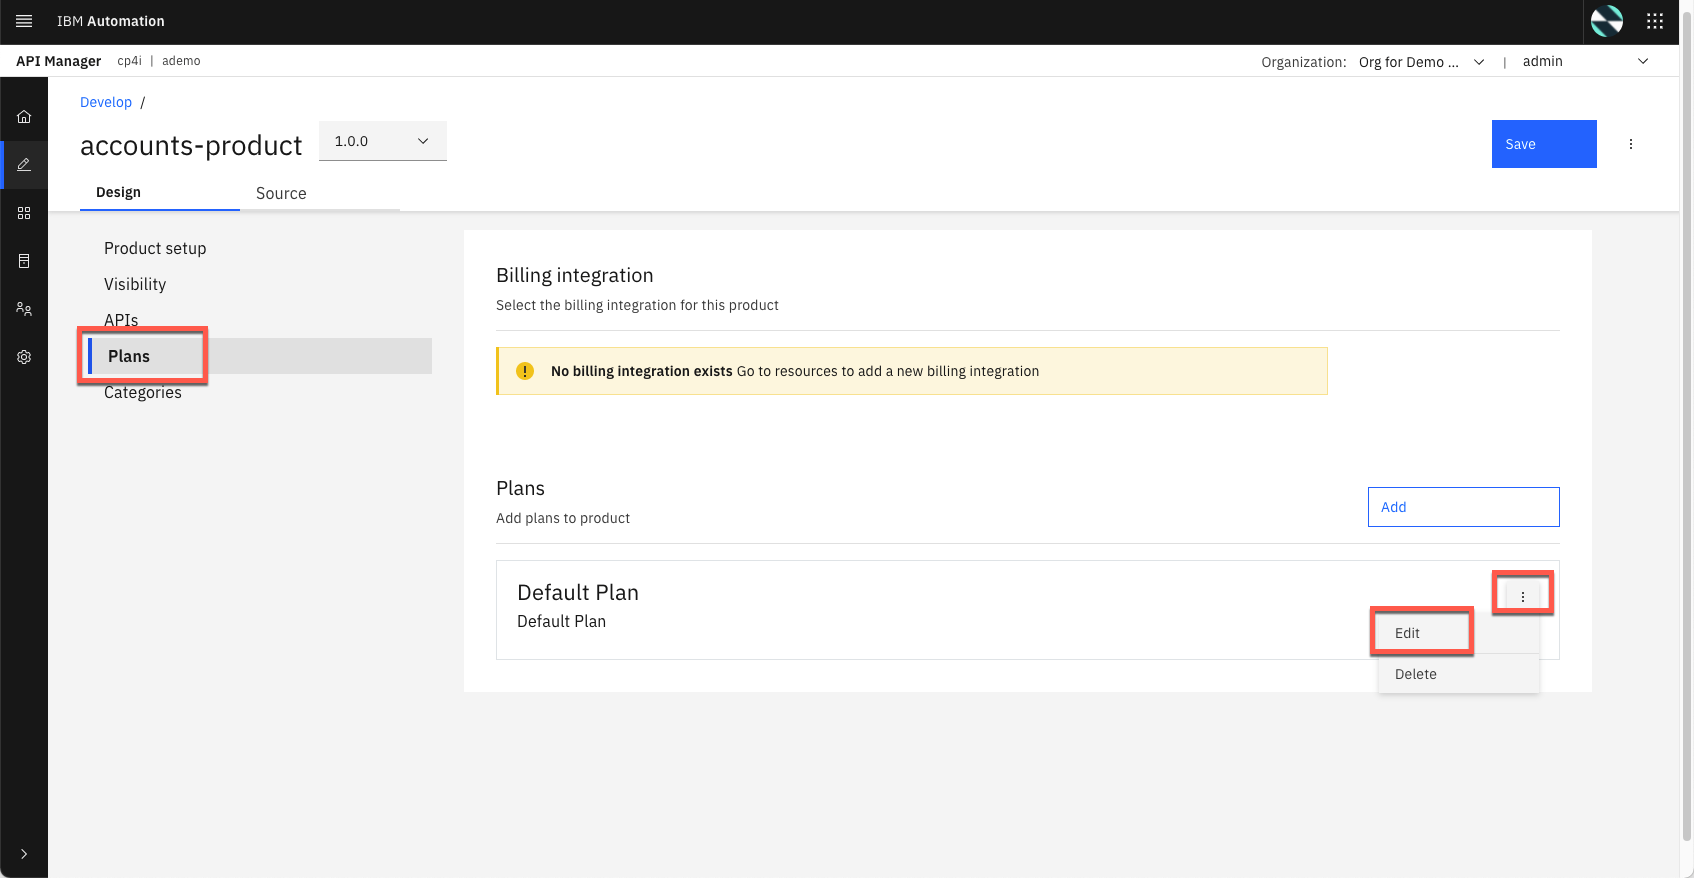 IBM Automation
API Manager cp4i | ademo Organization: Org for Demo ... | admin
Develop /
accounts-product 1.0.0 Save
Design Source
Product setup
Visibility
APIs
Plans
Categories
Billing integration
Select the billing integration for this product
No billing integration exists Go to resources to add a new billing integration
Plans
Add plans to product
Add
Default Plan
Default Plan
Edit
Delete